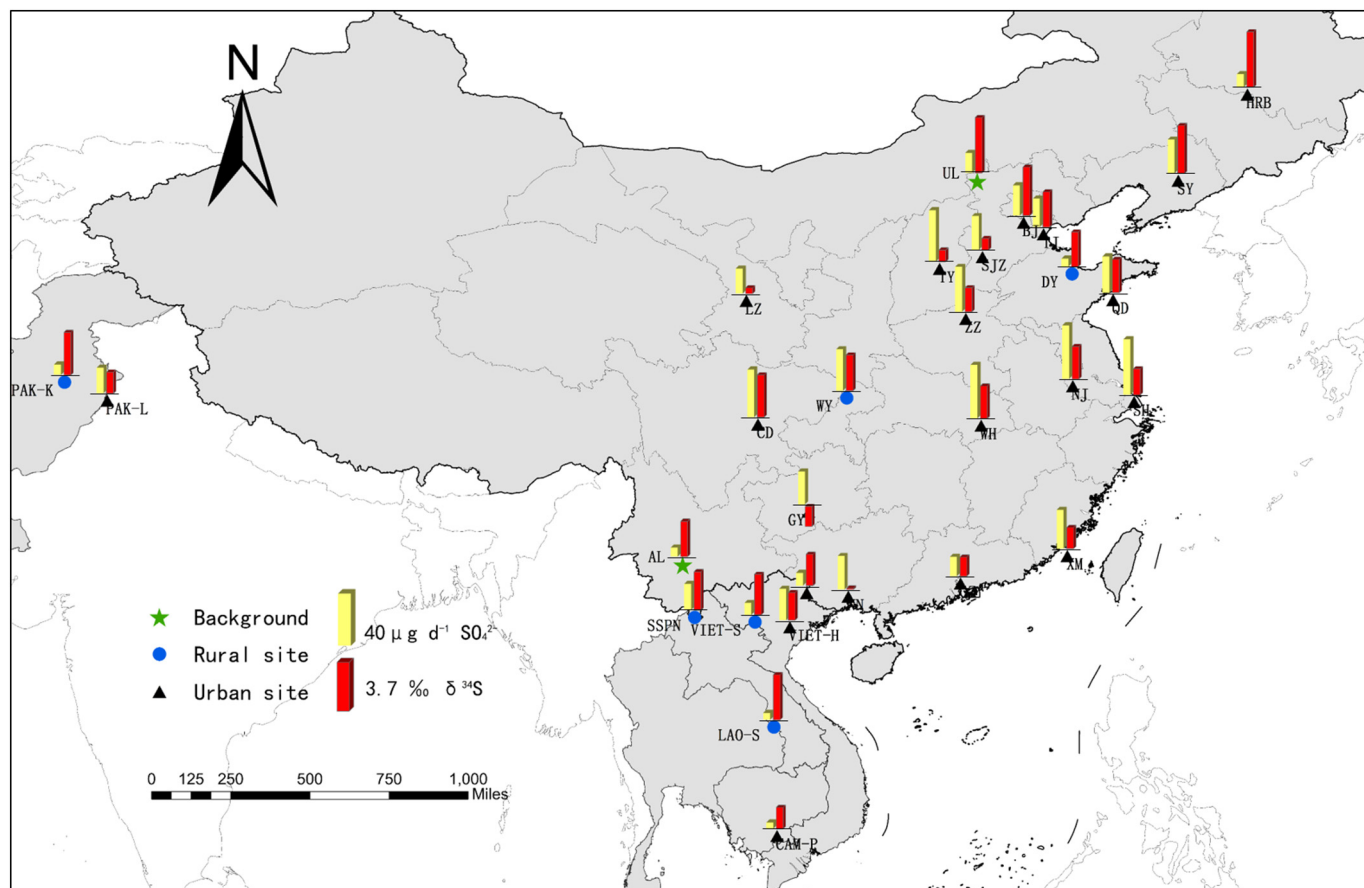 N
HRB
UL
SY
BJ
TJ
TY
SJZ
DY
LZ
ZZ
QD
PAK-K
PAK-L
WY
NJ
SH
CD
WH
GY
AL
XM
SSPN
VIET-S
VIET-H
Background
40 μg d⁻¹ SO₄²⁻
Rural site
Urban site
3.7 ‰ δ ³⁴S
LAO-S
0 125 250 500 750 1,000
Miles
CAM-P